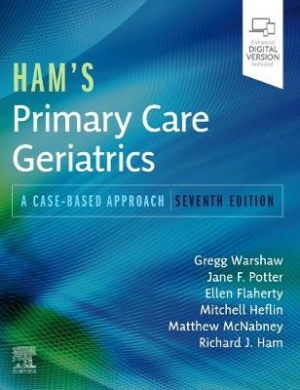 Enhanced
DIGITAL
VERSION
Included
HAM'S
Primary Care
Geriatrics
A CASE-BASED APPROACH | SEVENTH EDITION
Gregg Warshaw
Jane F. Potter
Ellen Flaherty
Mitchell Heflin
Matthew McNabney
Richard J. Ham
ELSEVIER